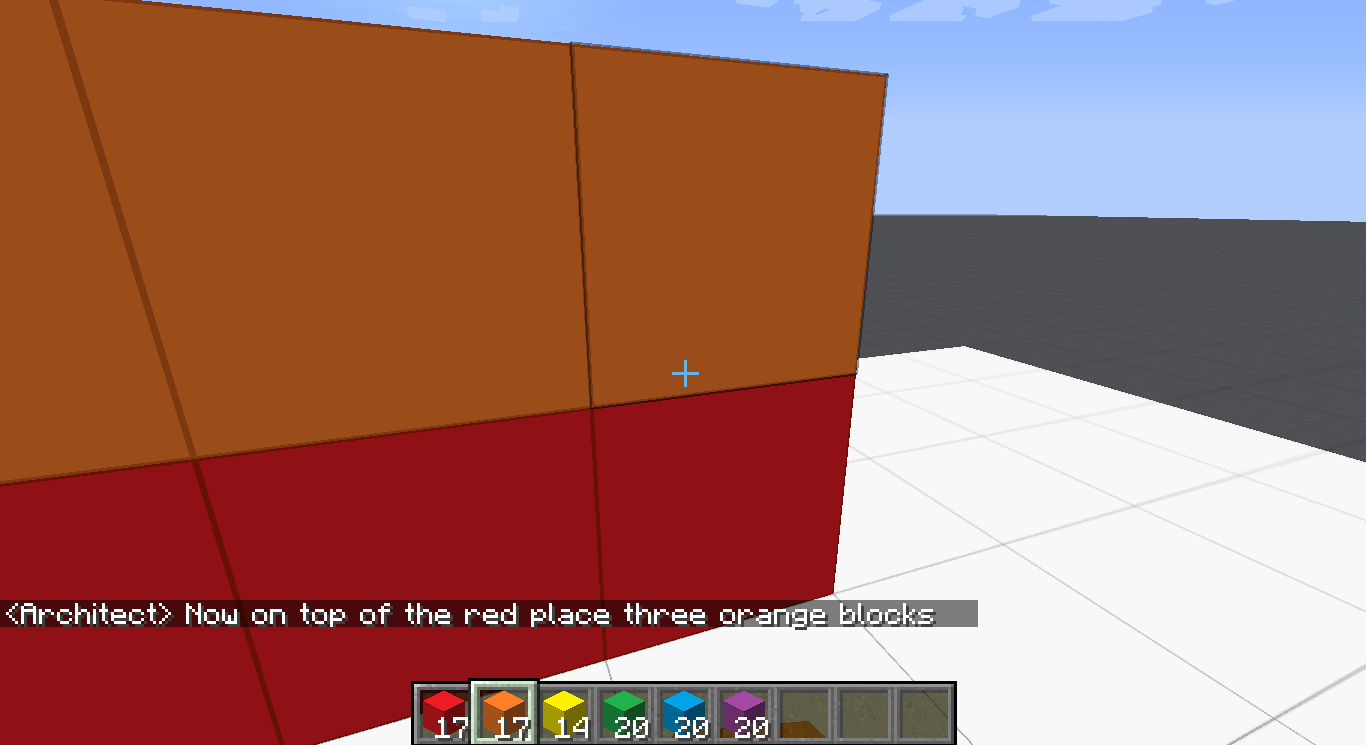 <Architect> Now on top of the red place three orange blocks
17 17 14 20 20 20